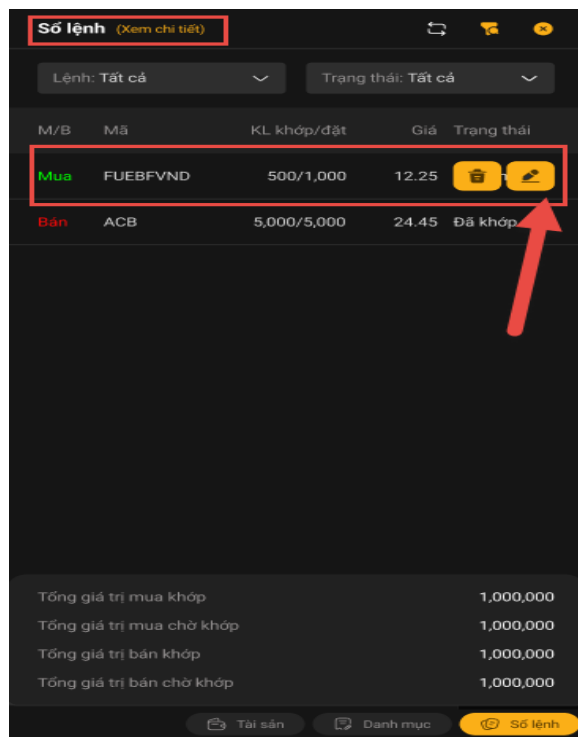 Sổ lệnh (Xem chi tiết)
Lệnh: Tất cả Trạng thái: Tất cả
M/B Mã KL khớp/đặt Giá Trạng thái
Mua FUEBFVND 500/1,000 12.25
Bán ACB 5,000/5,000 24.45 Đã khớp
Tổng giá trị mua khớp 1,000,000
Tổng giá trị mua chờ khớp 1,000,000
Tổng giá trị bán khớp 1,000,000
Tổng giá trị bán chờ khớp 1,000,000
Tài sản Danh mục Sổ lệnh